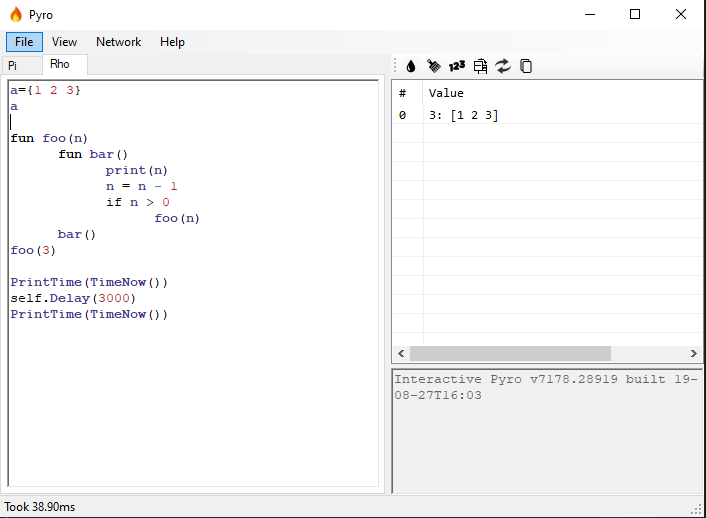 Pyro
File View Network Help
Pi Rho
a={1 2 3}
a
fun foo(n)
fun bar()
print(n)
n = n - 1
if n > 0
foo(n)
bar()
foo(3)
PrintTime(TimeNow())
self.Delay(3000)
PrintTime(TimeNow())
123
# Value
0 3: [1 2 3]
Interactive Pyro v7178.28919 built 19-
08-27T16:03
Took 38.90ms